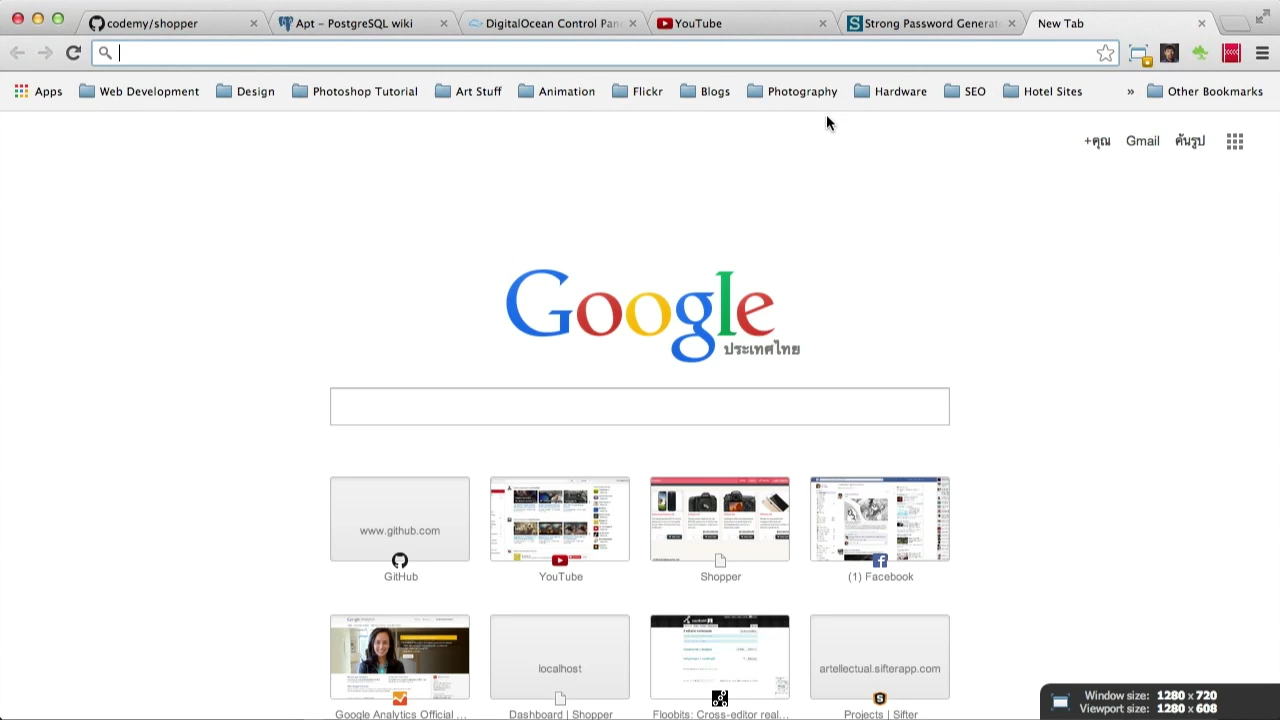 codemy/shopper
Apt - PostgreSQL wiki
DigitalOcean Control Pan
YouTube
Strong Password Generato
New Tab
Apps
Web Development
Design
Photoshop Tutorial
Art Stuff
Animation
Flickr
Blogs
Photography
Hardware
SEO
Hotel Sites
»
Other Bookmarks
+คุณ
Gmail
ค้นรูป
Google
ประเทศไทย
www.github.com
GitHub
YouTube
Shopper
(1) Facebook
localhost
artellectual.sifterapp.com
Google Analytics Official ...
Dashboard | Shopper
Floobits: Cross-editor real...
Projects | Sifter
Window size: 1280 x 720
Viewport size: 1280 x 608